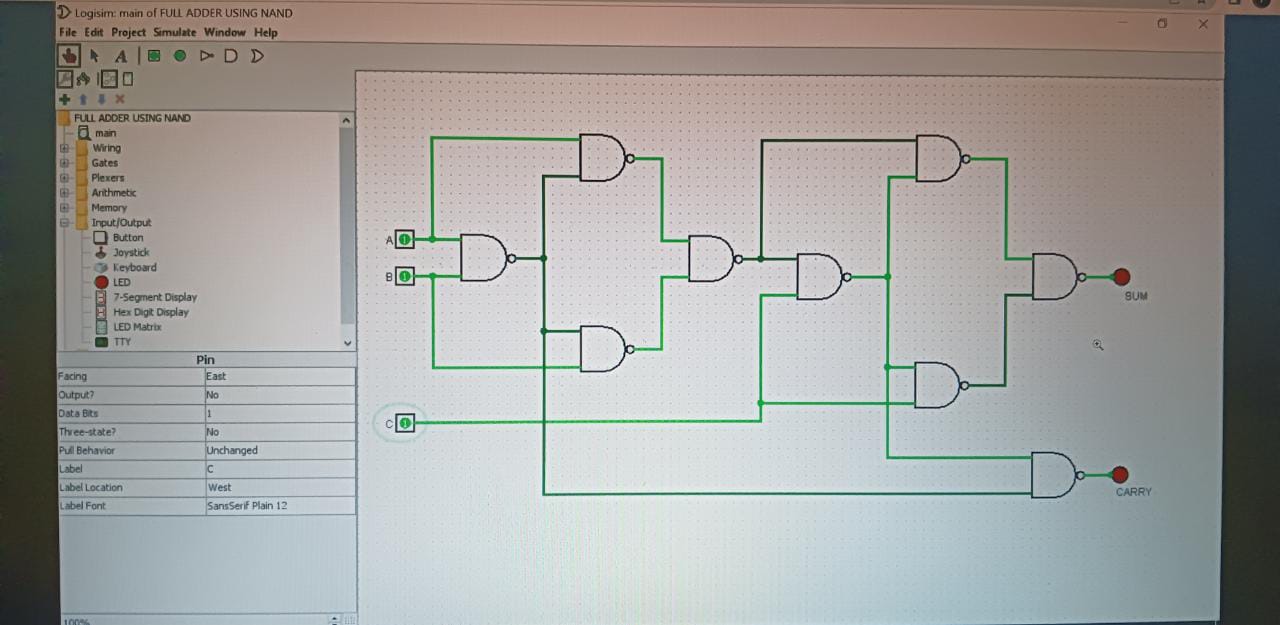 Logisim: main of FULL ADDER USING NAND
File Edit Project Simulate Window Help
FULL ADDER USING NAND
main
Wiring
Gates
Plexers
Arithmetic
Memory
Input/Output
Button
Joystick
Keyboard
LED
7-Segment Display
Hex Digit Display
LED Matrix
TTY
Pin
Facing East
Output? No
Data Bits 1
Three-state? No
Pull Behavior Unchanged
Label C
Label Location West
Label Font SansSerif Plain 12
100%
A 1
B 1
C 1
SUM
CARRY